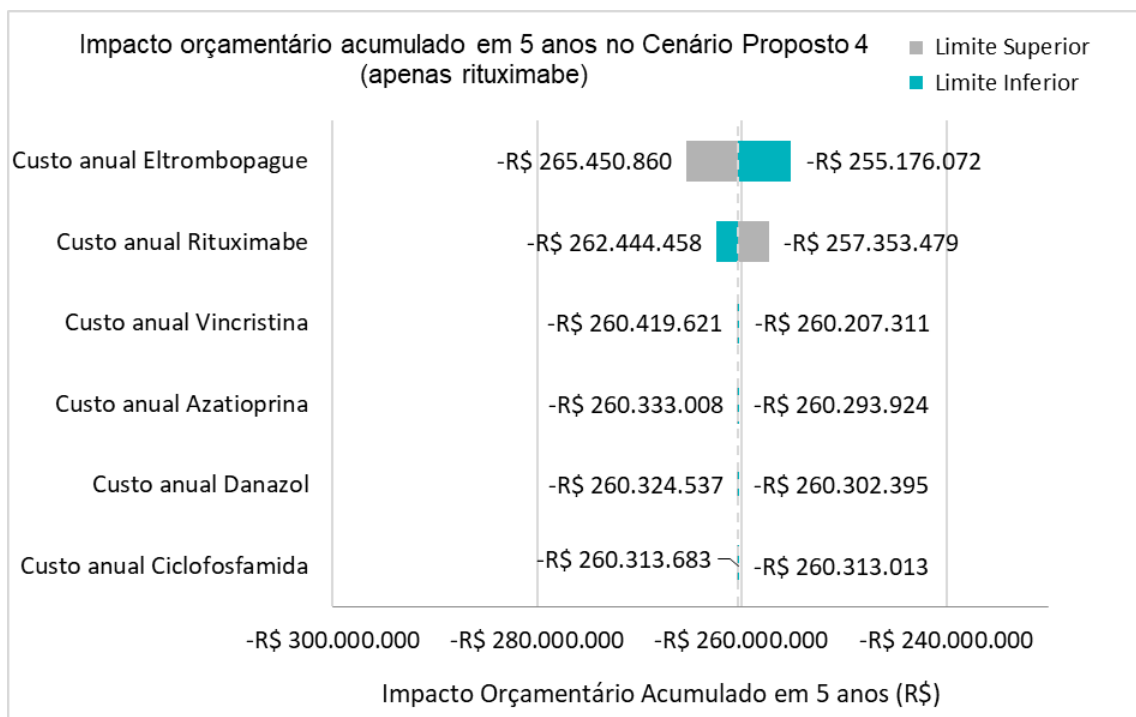 Impacto orçamentário acumulado em 5 anos no Cenário Proposto 4
(apenas rituximabe)
Limite Superior
Limite Inferior
Custo anual Eltrombopague
-R$ 265.450.860
-R$ 255.176.072
Custo anual Rituximabe
-R$ 262.444.458
-R$ 257.353.479
Custo anual Vincristina
-R$ 260.419.621
-R$ 260.207.311
Custo anual Azatioprina
-R$ 260.333.008
-R$ 260.293.924
Custo anual Danazol
-R$ 260.324.537
-R$ 260.302.395
Custo anual Ciclofosfamida
-R$ 260.313.683
-R$ 260.313.013
-R$ 300.000.000
-R$ 280.000.000
-R$ 260.000.000
-R$ 240.000.000
Impacto Orçamentário Acumulado em 5 anos (R$)